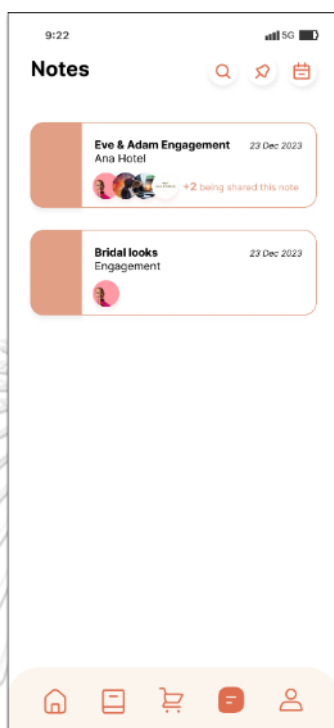 9:22
5G
Notes
Eve & Adam Engagement 23 Dec 2023
Ana Hotel
+2 being shared this note
Bridal looks 23 Dec 2023
Engagement